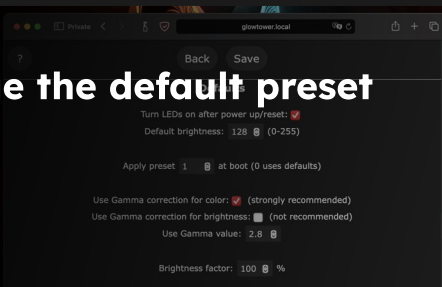 Private
glowtower.local
?
Back Save
e the default preset
Turn LEDs on after power up/reset:
Default brightness: 128 (0-255)
Apply preset 1 at boot (0 uses defaults)
Use Gamma correction for color: (strongly recommended)
Use Gamma correction for brightness: (not recommended)
Use Gamma value: 2.8
Brightness factor: 100 %